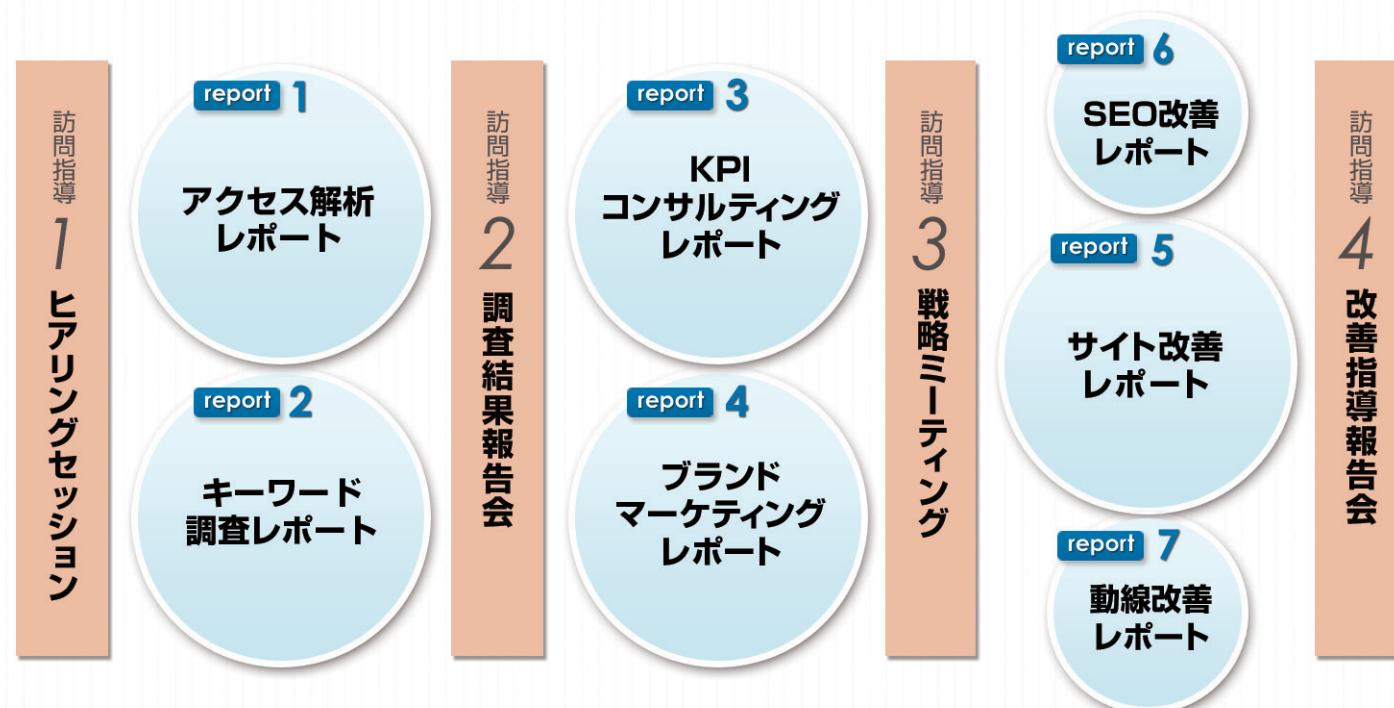 訪問指導
1
ヒアリングセッション
report 1
アクセス解析
レポート
report 2
キーワード
調査レポート
訪問指導
2
調査結果報告会
report 3
KPI
コンサルティング
レポート
report 4
ブランド
マーケティング
レポート
訪問指導
3
戦略ミーティング
report 6
SEO改善
レポート
report 5
サイト改善
レポート
report 7
動線改善
レポート
訪問指導
4
改善指導報告会